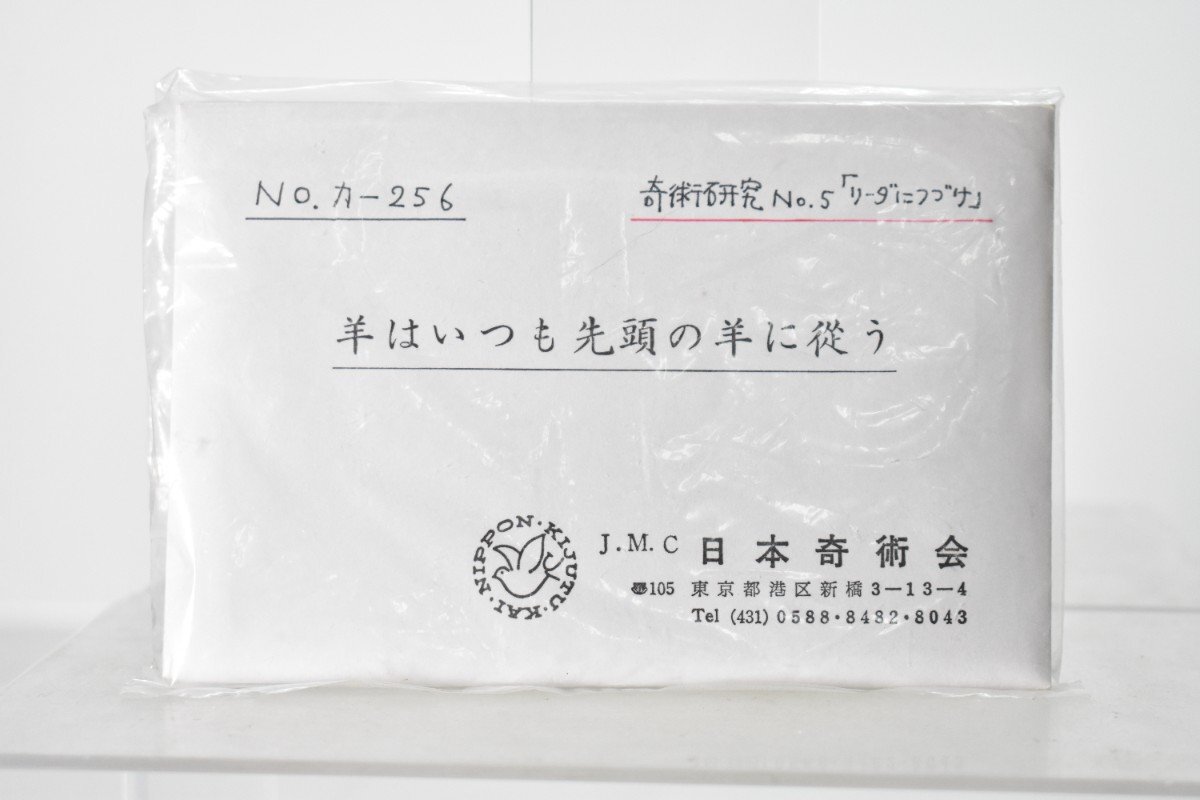 NO. カ-256
奇術研究 No.5「リーダにつづけ」
羊はいつも先頭の羊に従う
NIPPON・KIJUTU・KAI・
J.M.C 日本奇術会
☎105 東京都港区新橋3-13-4
Tel (431) 0588・8482・8043